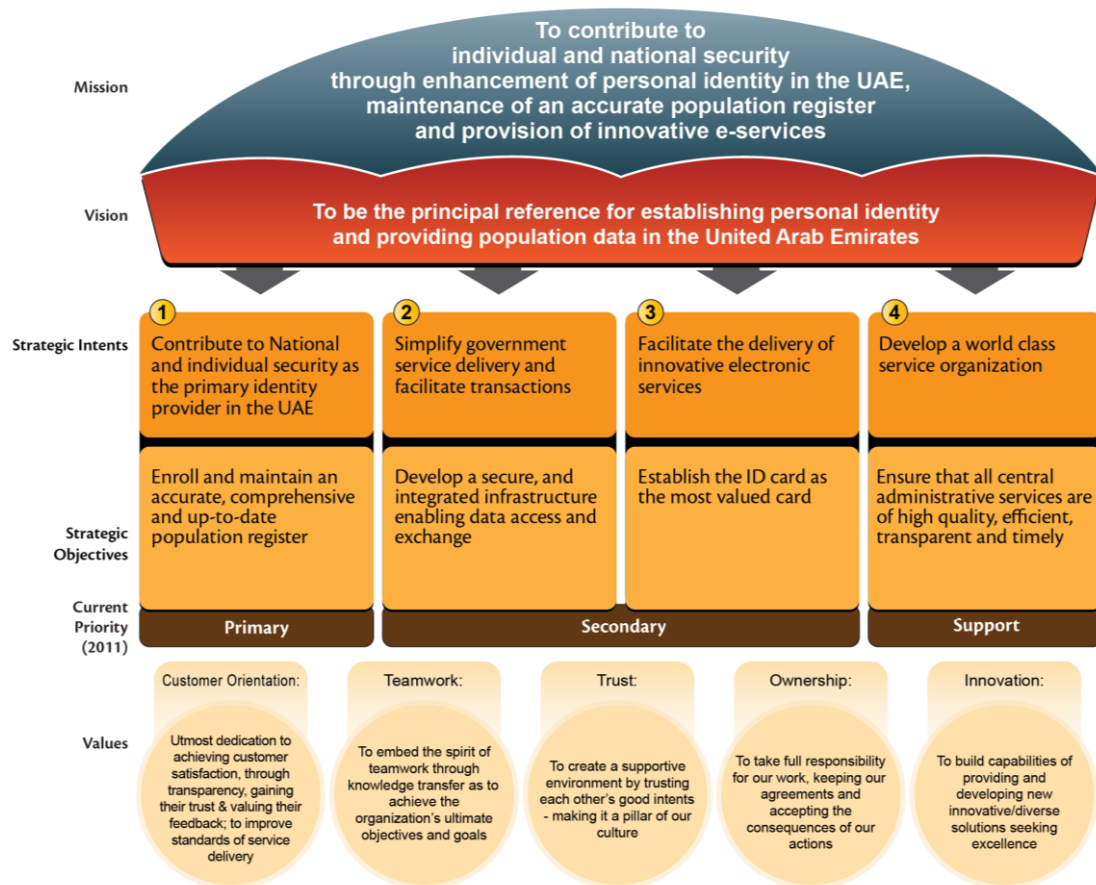 Mission
To contribute to
individual and national security
through enhancement of personal identity in the UAE,
maintenance of an accurate population register
and provision of innovative e-services
Vision
To be the principal reference for establishing personal identity
and providing population data in the United Arab Emirates
Strategic Intents
1
Contribute to National
and individual security as
the primary identity
provider in the UAE
2
Simplify government
service delivery and
facilitate transactions
3
Facilitate the delivery of
innovative electronic
services
4
Develop a world class
service organization
Strategic
Objectives
Enroll and maintain an
accurate, comprehensive
and up-to-date
population register
Develop a secure, and
integrated infrastructure
enabling data access and
exchange
Establish the ID card as
the most valued card
Ensure that all central
administrative services are
of high quality, efficient,
transparent and timely
Current
Priority
(2011)
Primary
Secondary
Support
Values
Customer Orientation:
Utmost dedication to
achieving customer
satisfaction, through
transparency, gaining
their trust & valuing their
feedback; to improve
standards of service
delivery
Teamwork:
To embed the spirit of
teamwork through
knowledge transfer as to
achieve the
organization's ultimate
objectives and goals
Trust:
To create a supportive
environment by trusting
each other's good intents
- making it a pillar of our
culture
Ownership:
To take full responsibility
for our work, keeping our
agreements and
accepting the
consequences of our
actions
Innovation:
To build capabilities of
providing and
developing new
innovative/diverse
solutions seeking
excellence